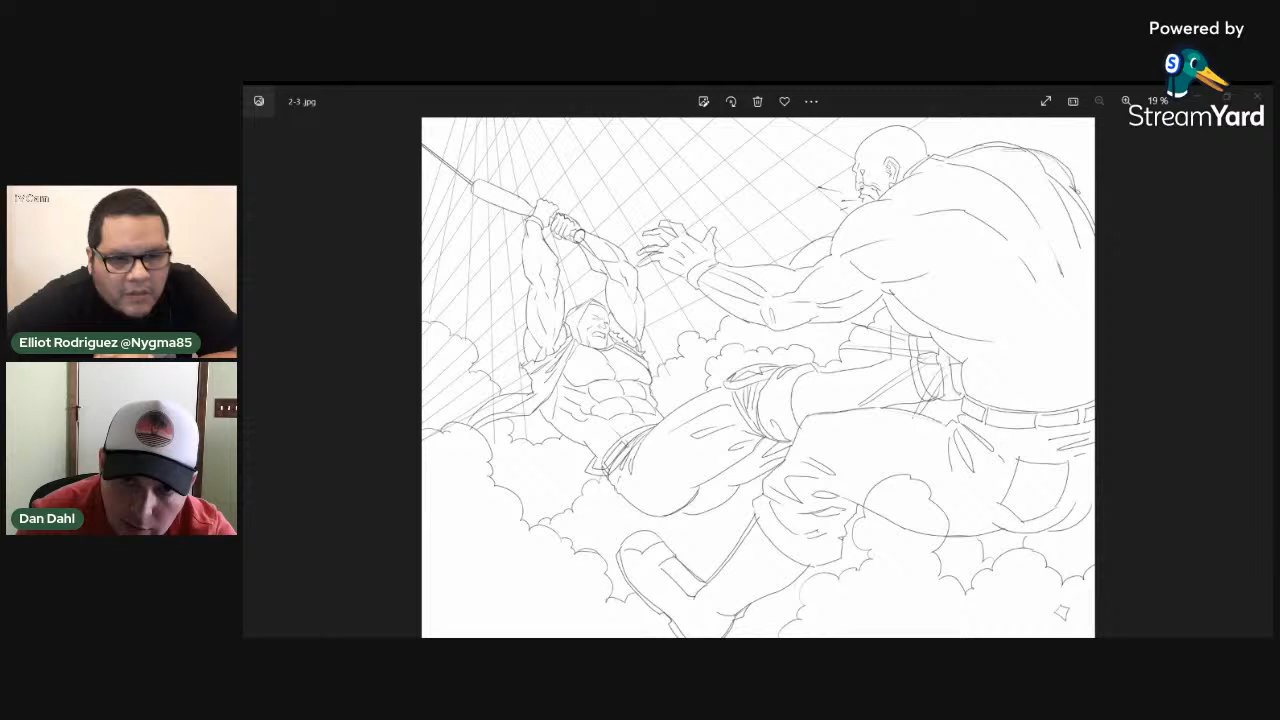 Powered by
StreamYard
2-3 .jpg
19 %
Elliot Rodriguez @Nygma85
Dan Dahl